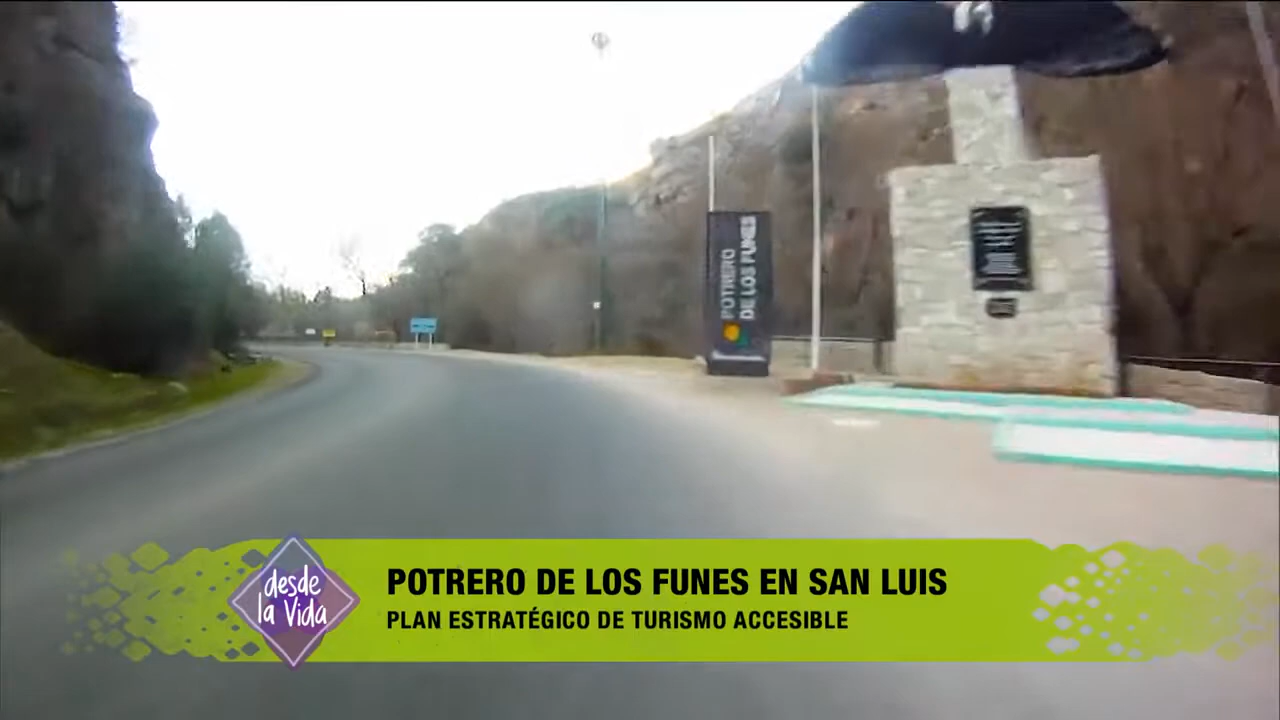 POTRERO
DE LOS FUNES
desde
la Vida
POTRERO DE LOS FUNES EN SAN LUIS
PLAN ESTRATÉGICO DE TURISMO ACCESIBLE